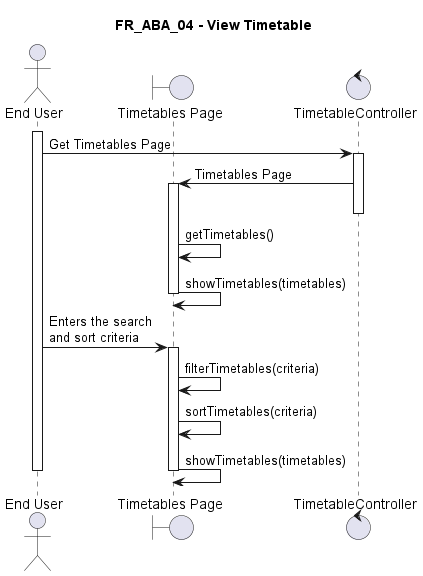 FR_ABA_04 - View Timetable
End User
Timetables Page
TimetableController
Get Timetables Page
Timetables Page
getTimetables()
showTimetables(timetables)
Enters the search
and sort criteria
filterTimetables(criteria)
sortTimetables(criteria)
showTimetables(timetables)
End User
Timetables Page
TimetableController